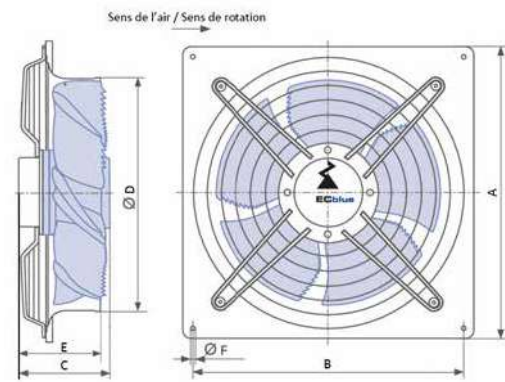 Sens de l'air / Sens de rotation
Ø D
A
ECblue
E
C
Ø F
B